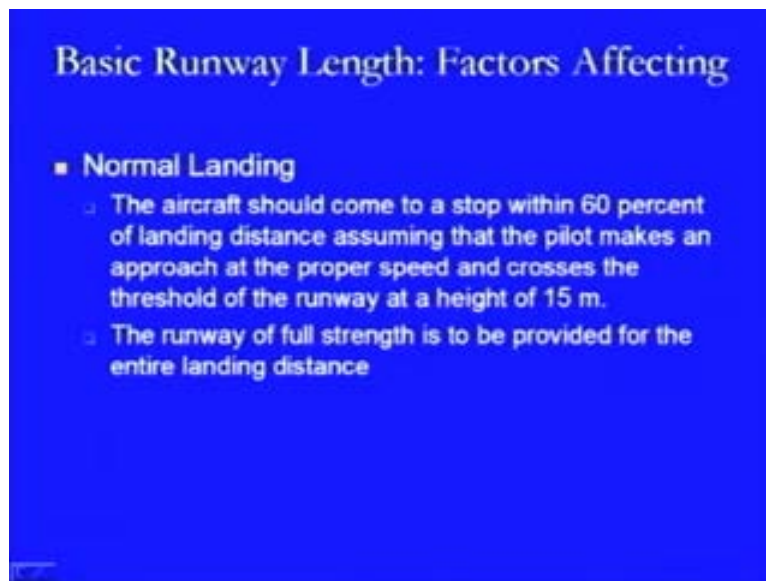 Basic Runway Length: Factors Affecting
Normal Landing
The aircraft should come to a stop within 60 percent
of landing distance assuming that the pilot makes an
approach at the proper speed and crosses the
threshold of the runway at a height of 15 m.
The runway of full strength is to be provided for the
entire landing distance